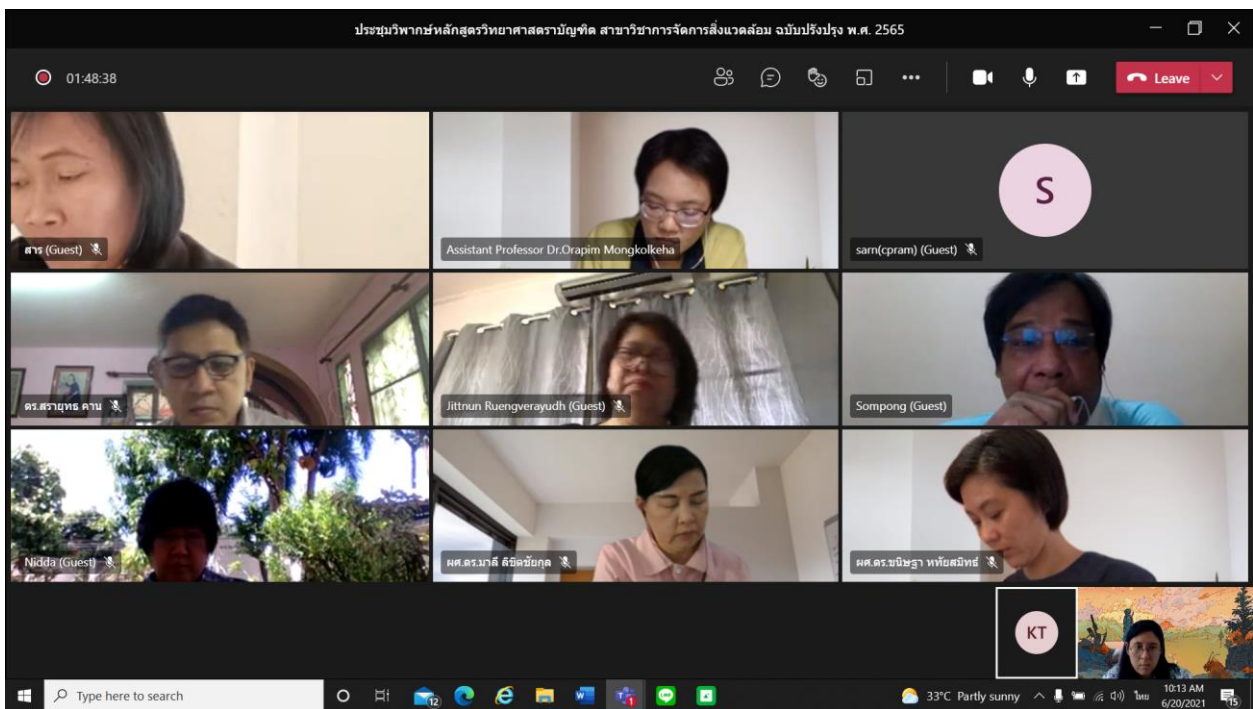 ประชุมวิพากษ์หลักสูตรวิทยาศาสตราบัญฑิต สาขาวิชาการจัดการสิ่งแวดล้อม ฉบับปรับปรุง พ.ศ. 2565
01:48:38
Leave
สาร (Guest)
Assistant Professor Dr.Orapim Mongkolkeha
S
sarn(cpram) (Guest)
ดร.สรายุทธ คาน
Jittnun Ruengverayudh (Guest)
Sompong (Guest)
Nidda (Guest)
ผศ.ดร.มาลี ลิขิตชัยกุล
ผศ.ดร.ขนิษฐา หทัยสมิทธ์
KT
Type here to search
12
33°C Partly sunny
ไทย
10:13 AM
6/20/2021
15